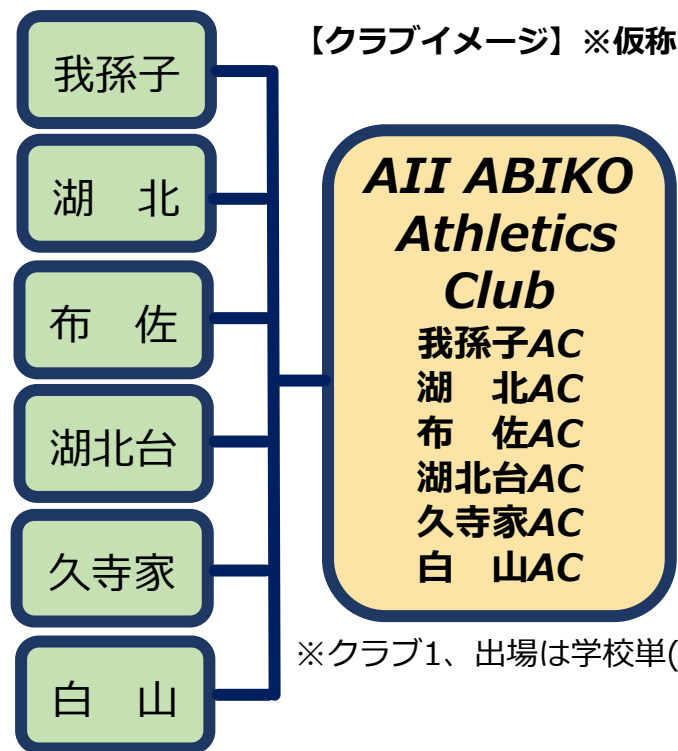 【クラブイメージ】※仮称
我孫子
湖　北
布　佐
湖北台
久寺家
白　山
AII ABIKO
Athletics
Club
我孫子AC
湖　北AC
布　佐AC
湖北台AC
久寺家AC
白　山AC
※クラブ1、出場は学校単(